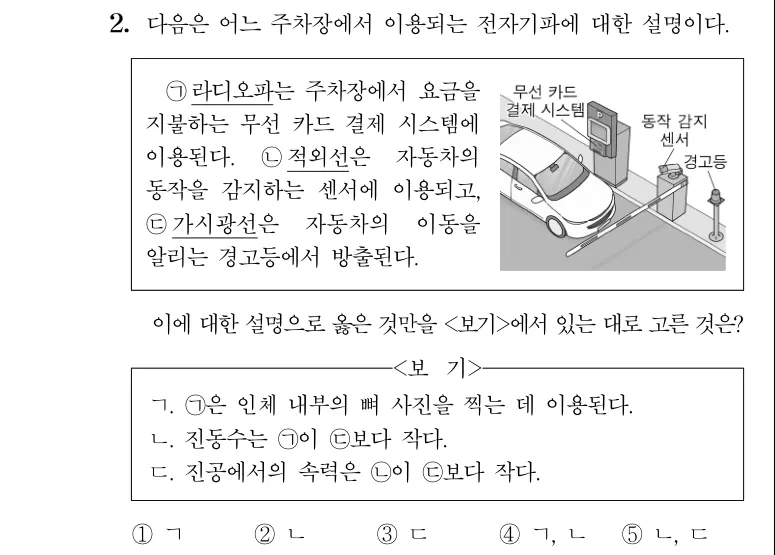 2. 다음은 어느 주차장에서 이용되는 전자기파에 대한 설명이다.
㉠라디오파는 주차장에서 요금을
지불하는 무선 카드 결제 시스템에
이용된다. ㉡적외선은 자동차의
동작을 감지하는 센서에 이용되고,
㉢가시광선은 자동차의 이동을
알리는 경고등에서 방출된다.
무선 카드
결제 시스템
동작 감지
센서
경고등
이에 대한 설명으로 옳은 것만을 <보기>에서 있는 대로 고른 것은?
<보 기>
ㄱ. ㉠은 인체 내부의 뼈 사진을 찍는 데 이용된다.
ㄴ. 진동수는 ㉠이 ㉢보다 작다.
ㄷ. 진공에서의 속력은 ㉡이 ㉢보다 작다.
① ㄱ ② ㄴ ③ ㄷ ④ ㄱ, ㄴ ⑤ ㄴ, ㄷ